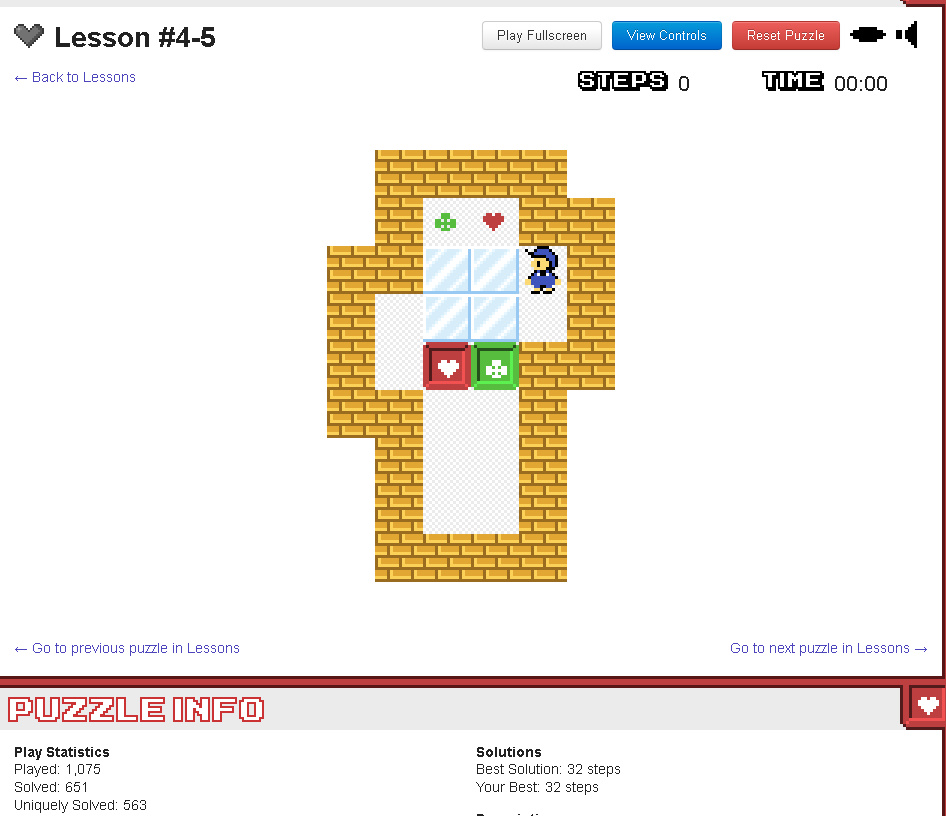 Lesson #4-5
Play Fullscreen
View Controls
Reset Puzzle
← Back to Lessons
STEPS 0
TIME 00:00
← Go to previous puzzle in Lessons
Go to next puzzle in Lessons →
PUZZLE INFO
Play Statistics
Played: 1,075
Solved: 651
Uniquely Solved: 563
Solutions
Best Solution: 32 steps
Your Best: 32 steps